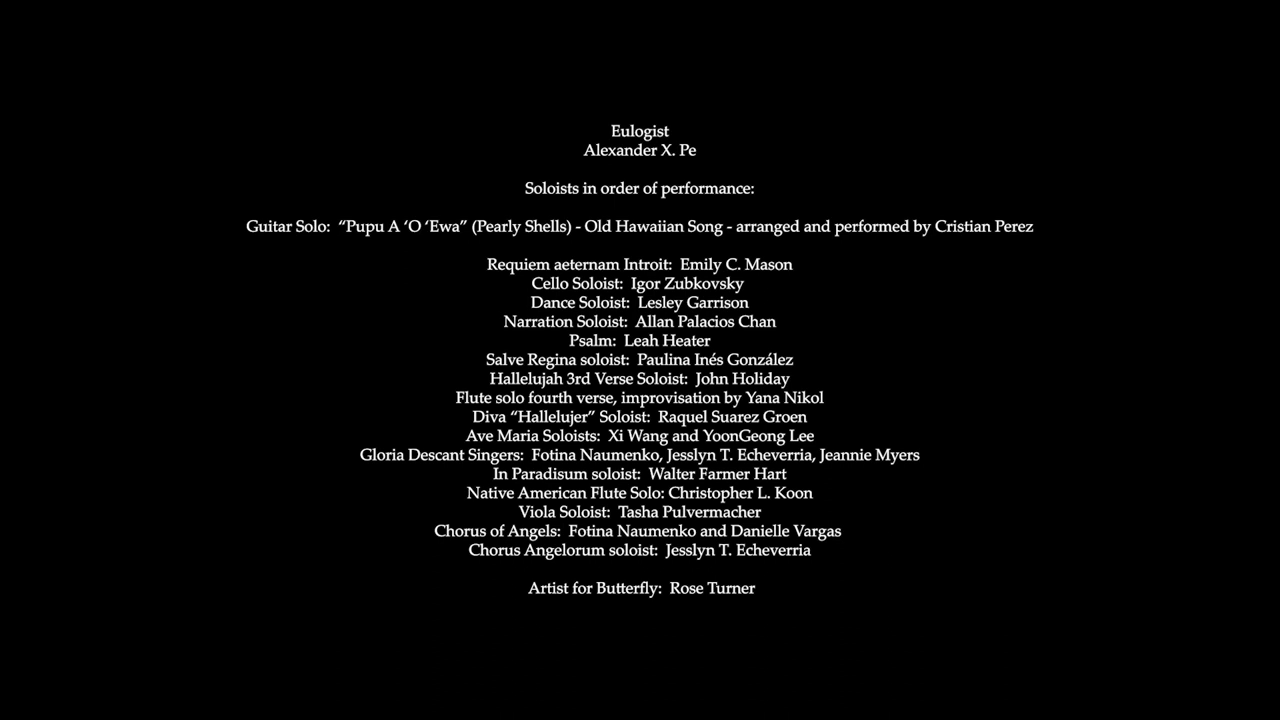 Eulogist
Alexander X. Pe
Soloists in order of performance:
Guitar Solo:  “Pupu A ‘O ‘Ewa” (Pearly Shells) - Old Hawaiian Song - arranged and performed by Cristian Perez
Requiem aeternam Introit:  Emily C. Mason
Cello Soloist:  Igor Zubkovsky
Dance Soloist:  Lesley Garrison
Narration Soloist:  Allan Palacios Chan
Psalm:  Leah Heater
Salve Regina soloist:  Paulina Inés González
Hallelujah 3rd Verse Soloist:  John Holiday
Flute solo fourth verse, improvisation by Yana Nikol
Diva “Hallelujer” Soloist:  Raquel Suarez Groen
Ave Maria Soloists:  Xi Wang and YoonGeong Lee
Gloria Descant Singers:  Fotina Naumenko, Jesslyn T. Echeverria, Jeannie Myers
In Paradisum soloist:  Walter Farmer Hart
Native American Flute Solo: Christopher L. Koon
Viola Soloist:  Tasha Pulvermacher
Chorus of Angels:  Fotina Naumenko and Danielle Vargas
Chorus Angelorum soloist:  Jesslyn T. Echeverria
Artist for Butterfly:  Rose Turner